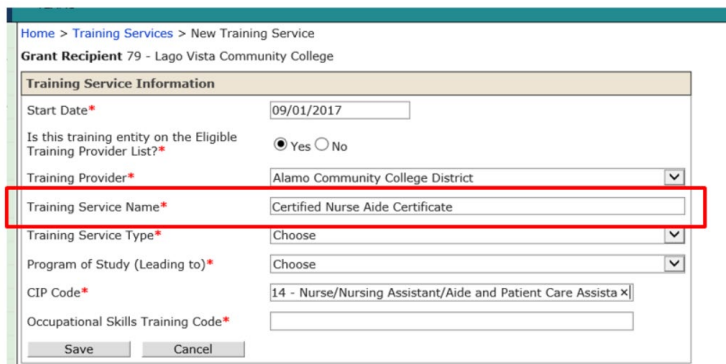 Home > Training Services > New Training Service
Grant Recipient 79 - Lago Vista Community College
Training Service Information
Start Date* 09/01/2017
Is this training entity on the Eligible
Training Provider List?* Yes No
Training Provider* Alamo Community College District
Training Service Name* Certified Nurse Aide Certificate
Training Service Type* Choose
Program of Study (Leading to)* Choose
CIP Code* 14 - Nurse/Nursing Assistant/Aide and Patient Care Assista ×
Occupational Skills Training Code*
Save Cancel